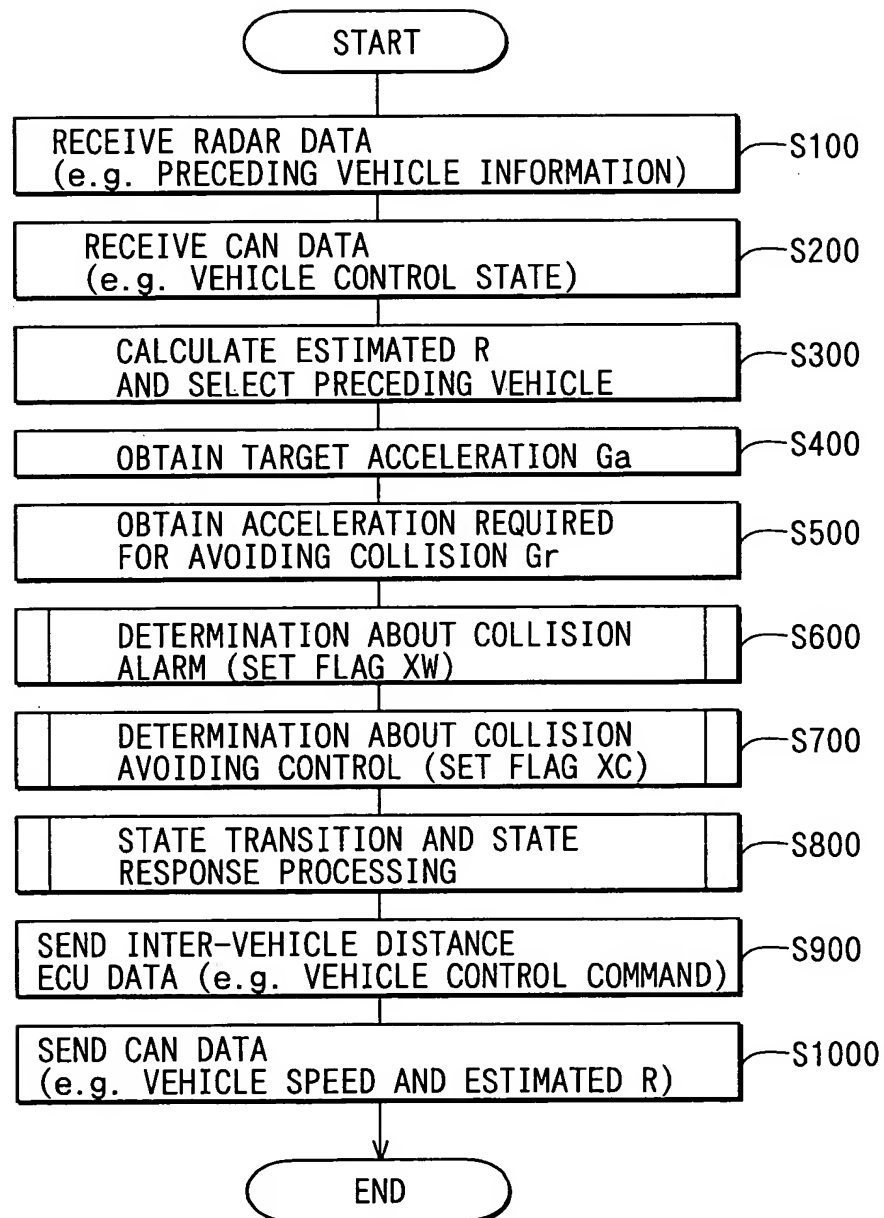 START
RECEIVE RADAR DATA
(e.g. PRECEDING VEHICLE INFORMATION)
S100
RECEIVE CAN DATA
(e.g. VEHICLE CONTROL STATE)
S200
CALCULATE ESTIMATED R
AND SELECT PRECEDING VEHICLE
S300
OBTAIN TARGET ACCELERATION Ga
S400
OBTAIN ACCELERATION REQUIRED
FOR AVOIDING COLLISION Gr
S500
DETERMINATION ABOUT COLLISION
ALARM (SET FLAG XW)
S600
DETERMINATION ABOUT COLLISION
AVOIDING CONTROL (SET FLAG XC)
S700
STATE TRANSITION AND STATE
RESPONSE PROCESSING
S800
SEND INTER-VEHICLE DISTANCE
ECU DATA (e.g. VEHICLE CONTROL COMMAND)
S900
SEND CAN DATA
(e.g. VEHICLE SPEED AND ESTIMATED R)
S1000
END